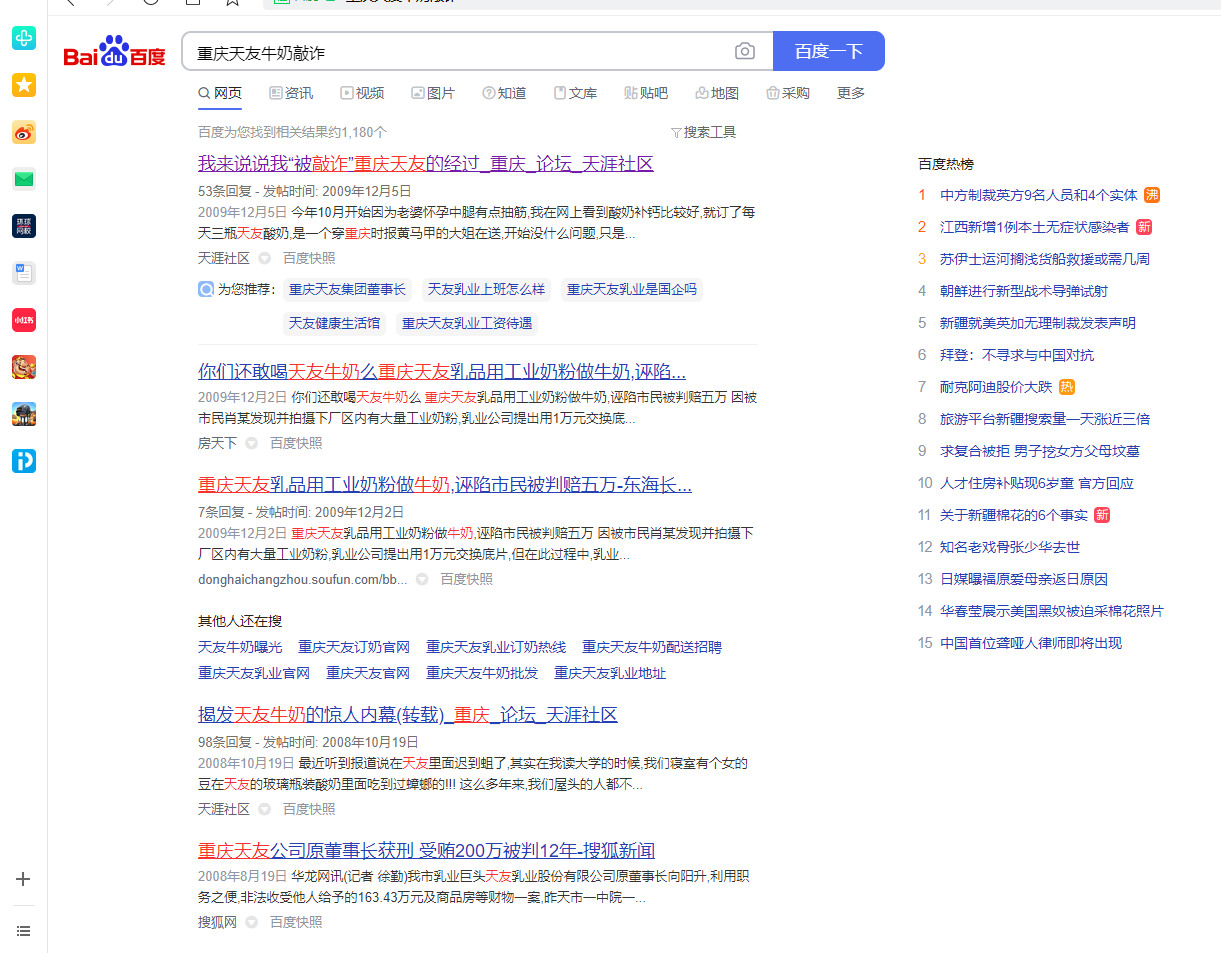 Bai du 百度
重庆天友牛奶敲诈
百度一下
网页 资讯 视频 图片 知道 文库 贴吧 地图 采购 更多
百度为您找到相关结果约1,180个
搜索工具
我来说说我“被敲诈”重庆天友的经过_重庆_论坛_天涯社区
53条回复 - 发帖时间: 2009年12月5日
2009年12月5日 今年10月开始因为老婆怀孕中腿有点抽筋,我在网上看到酸奶补钙比较好,就订了每
天三瓶天友酸奶,是一个穿重庆时报黄马甲的大姐在送,开始没什么问题,只是...
天涯社区 百度快照
为您推荐: 重庆天友集团董事长 天友乳业上班怎么样 重庆天友乳业是国企吗
天友健康生活馆 重庆天友乳业工资待遇
你们还敢喝天友牛奶么重庆天友乳品用工业奶粉做牛奶,诬陷...
2009年12月2日 你们还敢喝天友牛奶么 重庆天友乳品用工业奶粉做牛奶,诬陷市民被判赔五万 因被
市民肖某发现并拍摄下厂区内有大量工业奶粉,乳业公司提出用1万元交换底...
房天下 百度快照
重庆天友乳品用工业奶粉做牛奶,诬陷市民被判赔五万-东海长...
7条回复 - 发帖时间: 2009年12月2日
2009年12月2日 重庆天友乳品用工业奶粉做牛奶,诬陷市民被判赔五万 因被市民肖某发现并拍摄下
厂区内有大量工业奶粉,乳业公司提出用1万元交换底片,但在此过程中,乳业...
donghaichangzhou.soufun.com/bb... 百度快照
其他人还在搜
天友牛奶曝光 重庆天友订奶官网 重庆天友乳业订奶热线 重庆天友牛奶配送招聘
重庆天友乳业官网 重庆天友官网 重庆天友牛奶批发 重庆天友乳业地址
揭发天友牛奶的惊人内幕(转载)_重庆_论坛_天涯社区
98条回复 - 发帖时间: 2008年10月19日
2008年10月19日 最近听到报道说在天友里面迟到蛆了,其实在我读大学的时候,我们寝室有个女的
豆在天友的玻璃瓶装酸奶里面吃到过蟑螂的!!! 这么多年来,我们屋头的人都不...
天涯社区 百度快照
重庆天友公司原董事长获刑 受贿200万被判12年-搜狐新闻
2008年8月19日 华龙网讯(记者 徐勤)我市乳业巨头天友乳业股份有限公司原董事长向阳升,利用职
务之便,非法收受他人给予的163.43万元及商品房等财物一案,昨天市一中院一...
搜狐网 百度快照
百度热榜
1 中方制裁英方9名人员和4个实体 沸
2 江西新增1例本土无症状感染者 新
3 苏伊士运河搁浅货船救援或需几周
4 朝鲜进行新型战术导弹试射
5 新疆就美英加无理制裁发表声明
6 拜登：不寻求与中国对抗
7 耐克阿迪股价大跌 热
8 旅游平台新疆搜索量一天涨近三倍
9 求复合被拒 男子挖女方父母坟墓
10 人才住房补贴现6岁童 官方回应
11 关于新疆棉花的6个事实 新
12 知名老戏骨张少华去世
13 日媒曝福原爱母亲返日原因
14 华春莹展示美国黑奴被迫采棉花照片
15 中国首位聋哑人律师即将出现
环球
网校
小红书